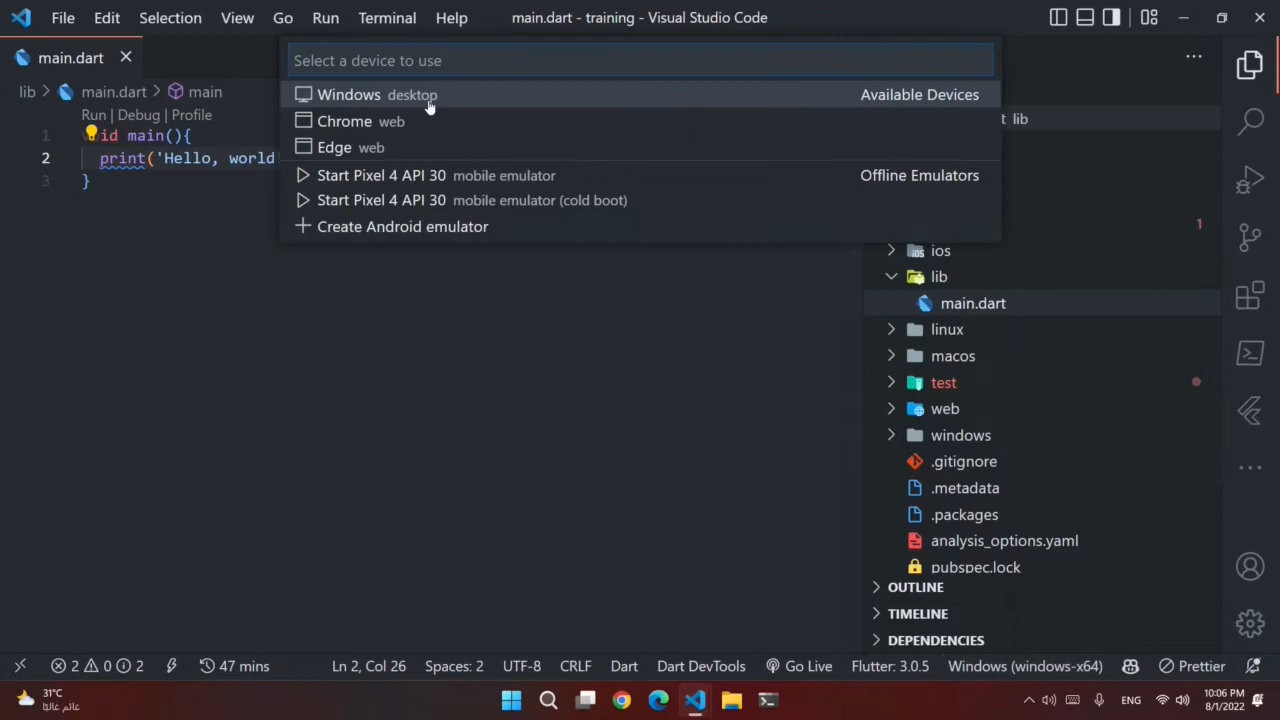 File Edit Selection View Go Run Terminal Help
main.dart - training - Visual Studio Code
main.dart
lib main.dart main
Run | Debug | Profile
1 id main(){
2 print('Hello, world!
3 }
Select a device to use
Windows desktop Available Devices
Chrome web
Edge web
Start Pixel 4 API 30 mobile emulator Offline Emulators
Start Pixel 4 API 30 mobile emulator (cold boot)
Create Android emulator
t lib
1
ios
lib
main.dart
linux
macos
test
web
windows
.gitignore
.metadata
.packages
analysis_options.yaml
pubspec.lock
OUTLINE
TIMELINE
DEPENDENCIES
2 0 2 47 mins Ln 2, Col 26 Spaces: 2 UTF-8 CRLF Dart Dart DevTools Go Live Flutter: 3.0.5 Windows (windows-x64) Prettier
31°C
غائم غالبًا
ENG
10:06 PM
8/1/2022